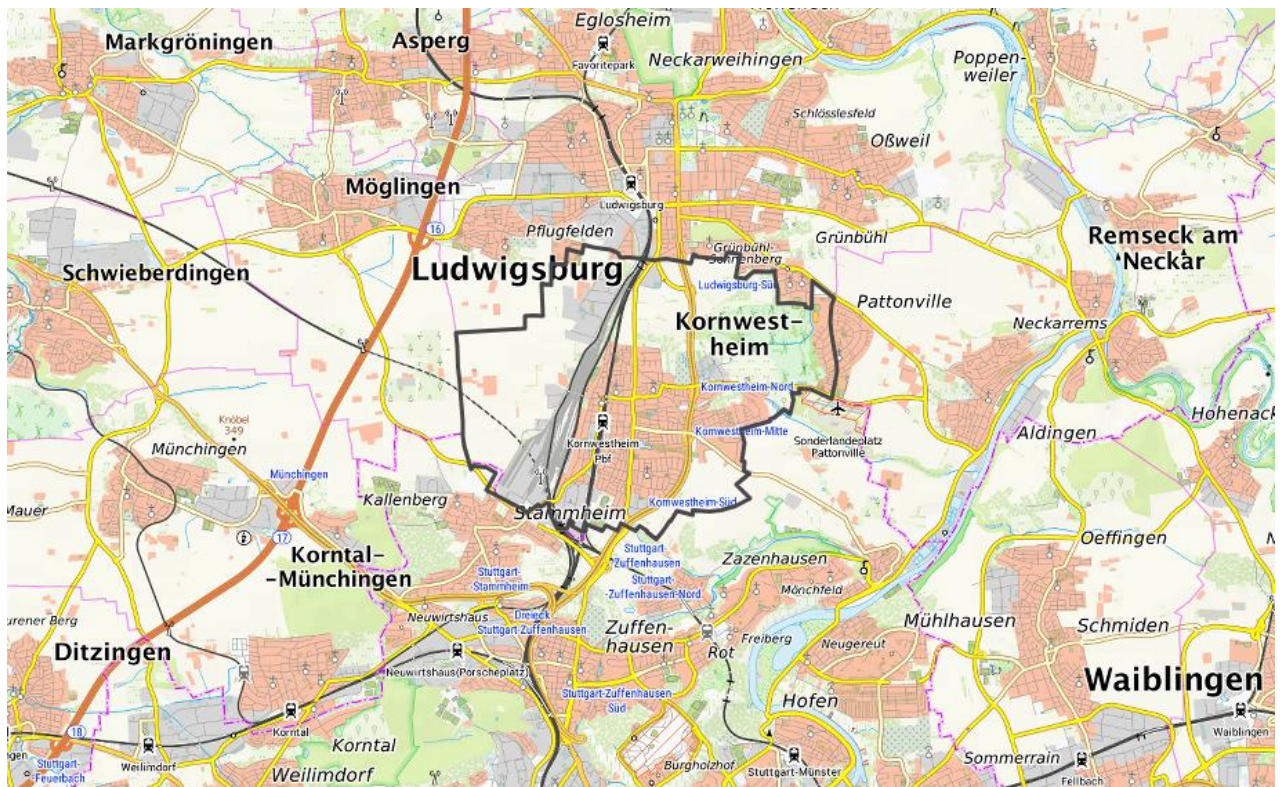 Eglosheim
Markgröningen
Asperg
Favoritepark
Neckarweihingen
Poppen-
weiler
Schlösslesfeld
Oßweil
Möglingen
Ludwigsburg
16
Pflugfelden
Grünbühl
Grünbühl-
Sonnenberg
Remseck am
Neckar
Schwieberdingen
Ludwigsburg
Ludwigsburg-Süd
Pattonville
Kornwest-
heim
Neckarrems
Kornwestheim-Nord
Knöbel
349
Hohenack
Münchingen
Kornwestheim
Pbf
Kornwestheim-Mitte
Sonderlandeplatz
Pattonville
Aldingen
Münchingen
Kallenberg
Kornwestheim-Süd
Mauer
Stammheim
17
Oeffingen
Korntal-
-Münchingen
Stuttgart-
Zuffenhausen
Zazenhausen
Stuttgart-
Stammheim
Stuttgart-
-Zuffenhausen-Nord
Mönchfeld
Neuwirtshaus
Dreieck
Stuttgart-Zuffenhausen
Zuffen-
hausen
Mühlhausen
Schmiden
urener Berg
Freiberg
Neugereut
Ditzingen
Rot
Neuwirtshaus(Porscheplatz)
Waiblingen
Stuttgart-Zuffenhausen
Süd
Hofen
18
Korntal
Waiblingen
Korntal
Weilimdorf
Stuttgart-
Feuerbach
Weilimdorf
Burgholzhof
Stuttgart-Münster
Sommerrain
Fellbach